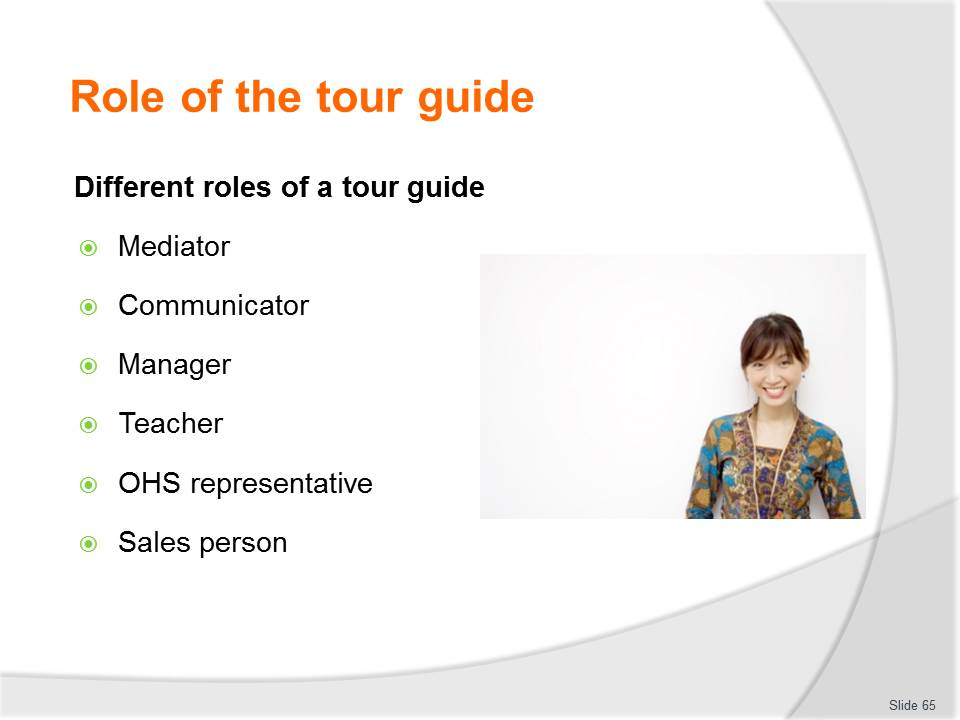 Role of the tour guide
Different roles of a tour guide
Mediator
Communicator
Manager
Teacher
OHS representative
Sales person
Slide 65